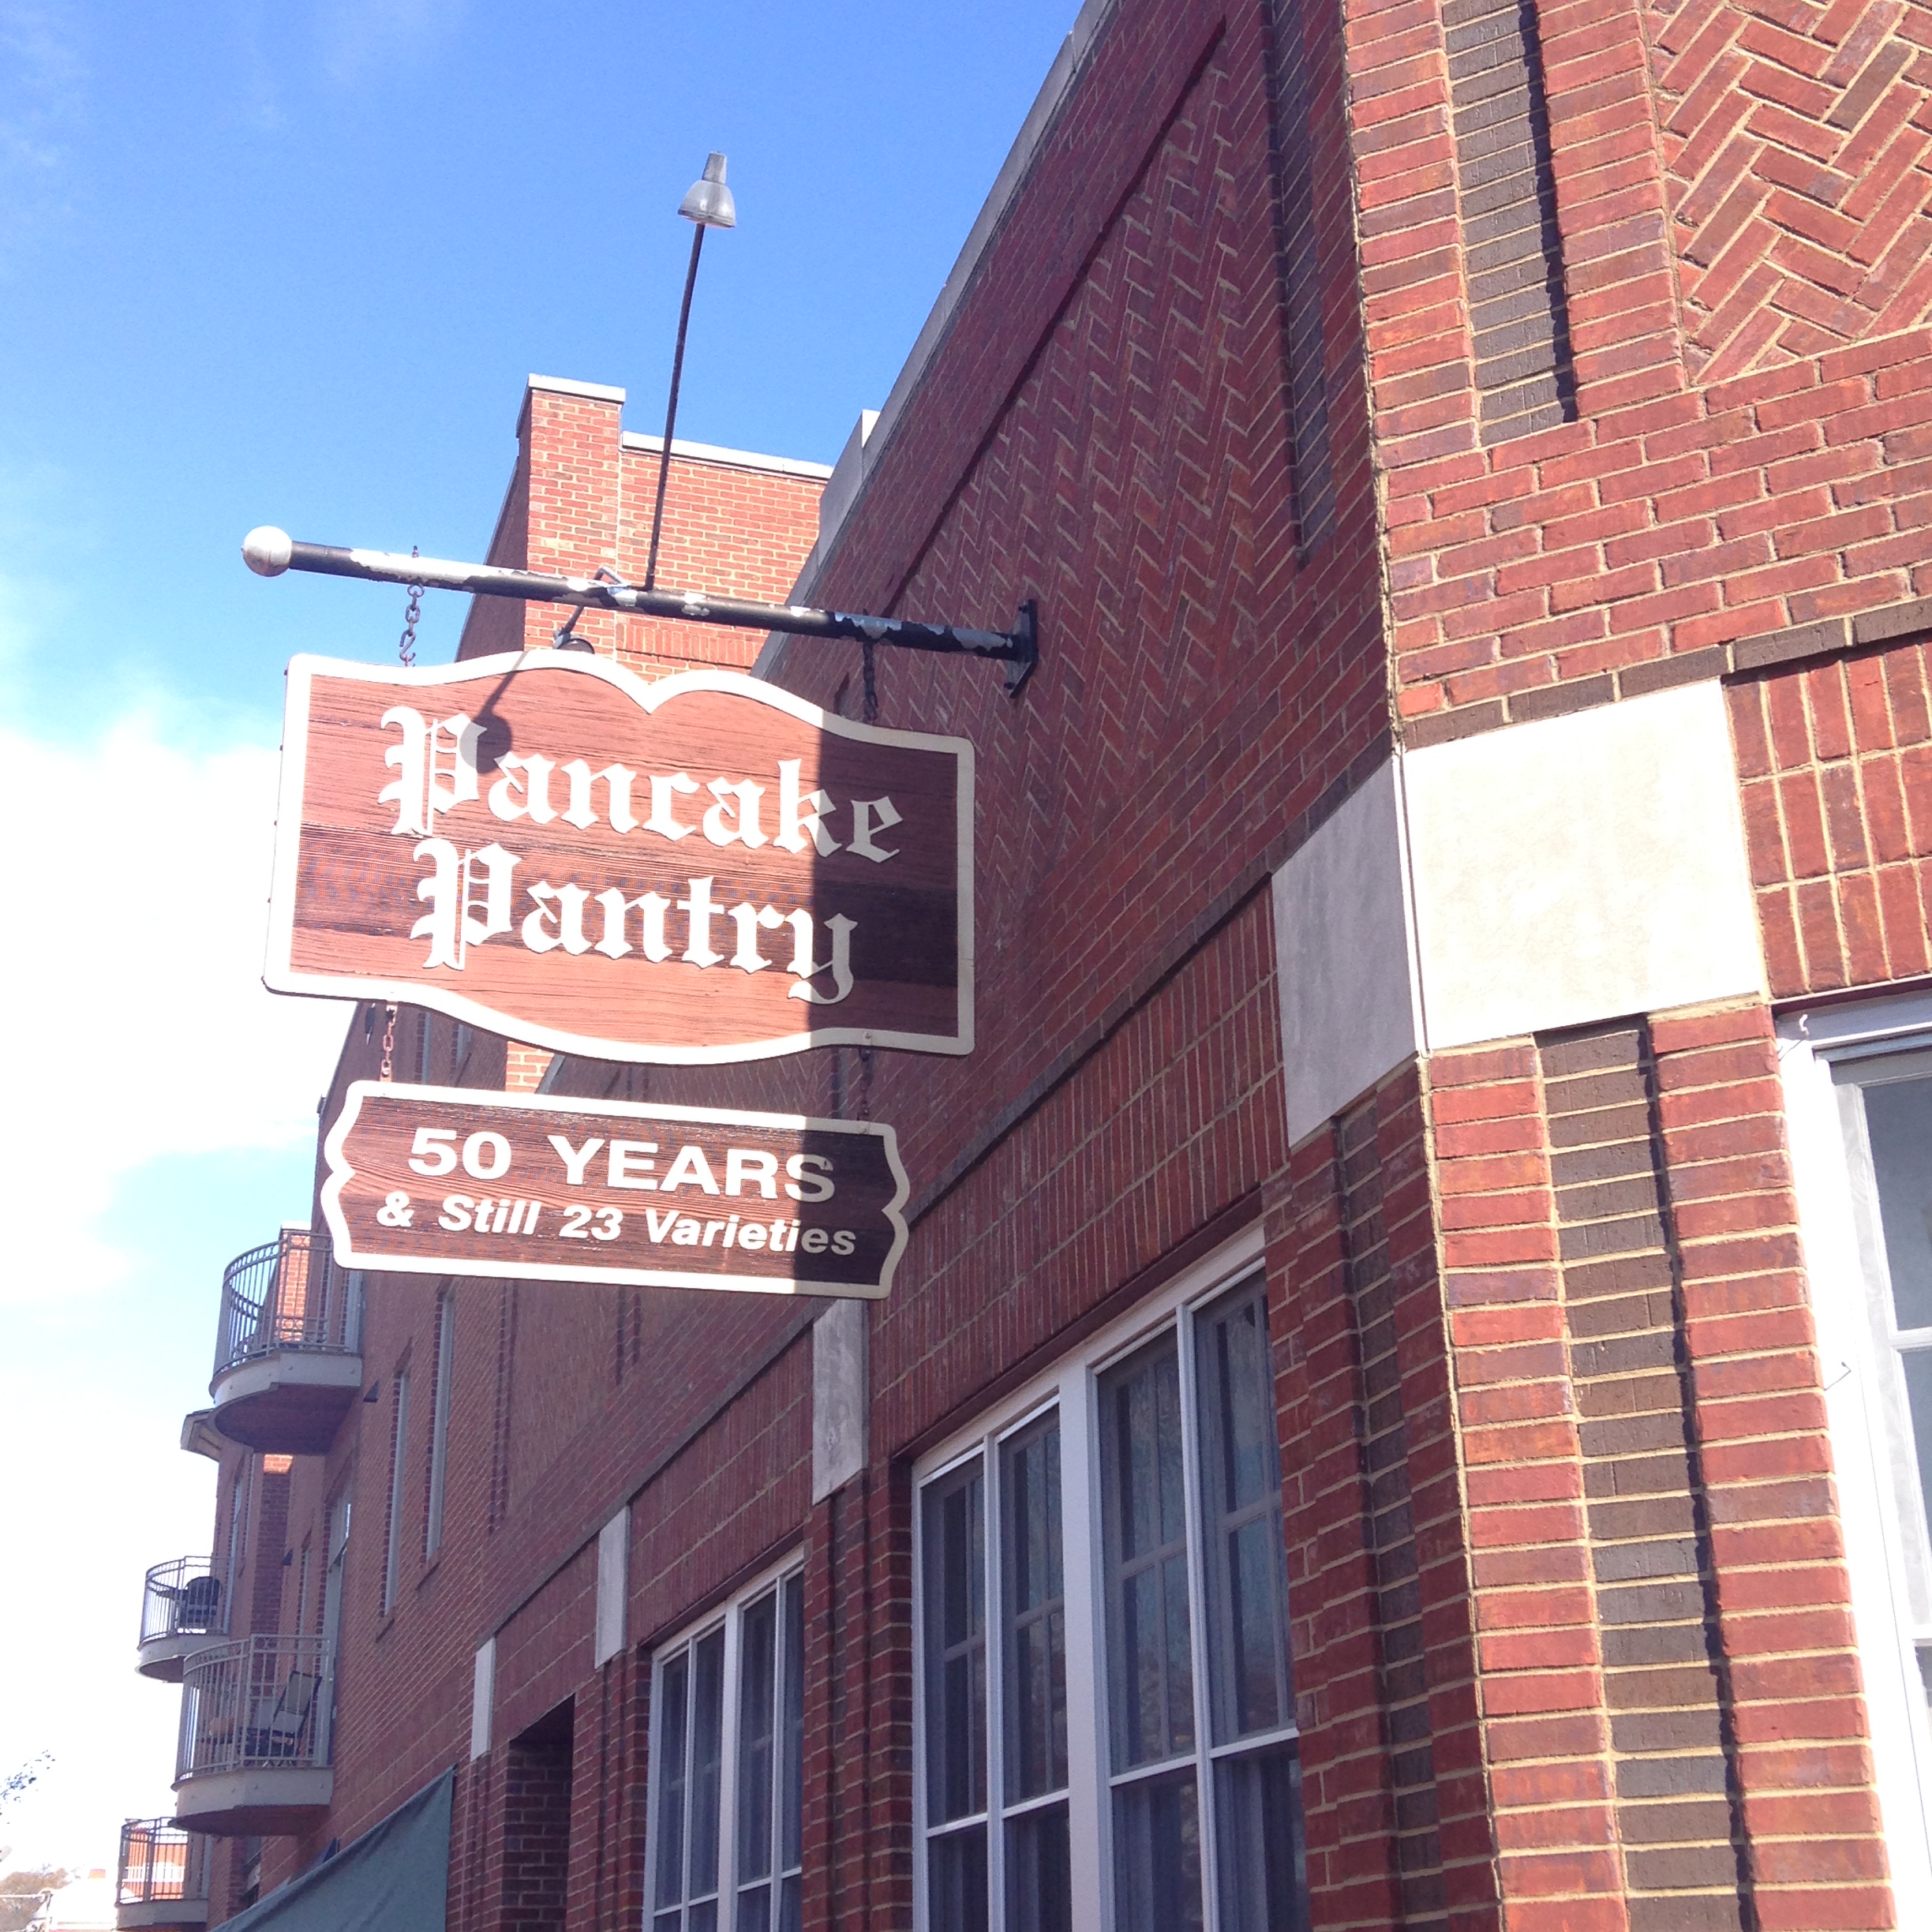 Pancake
Pantry
50 YEARS
& Still 23 Varieties